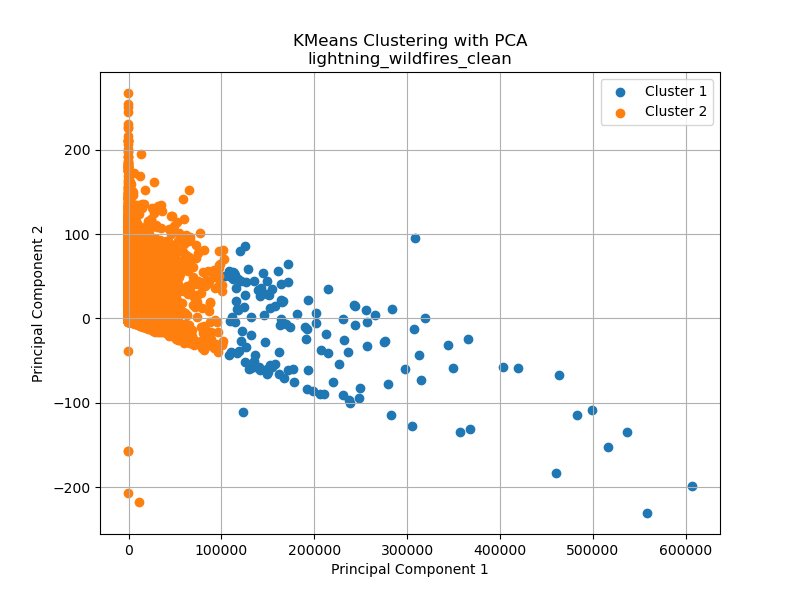 KMeans Clustering with PCA
lightning_wildfires_clean
Cluster 1
Cluster 2
Principal Component 2
200
100
0
−100
−200
0
100000
200000
300000
400000
500000
600000
Principal Component 1